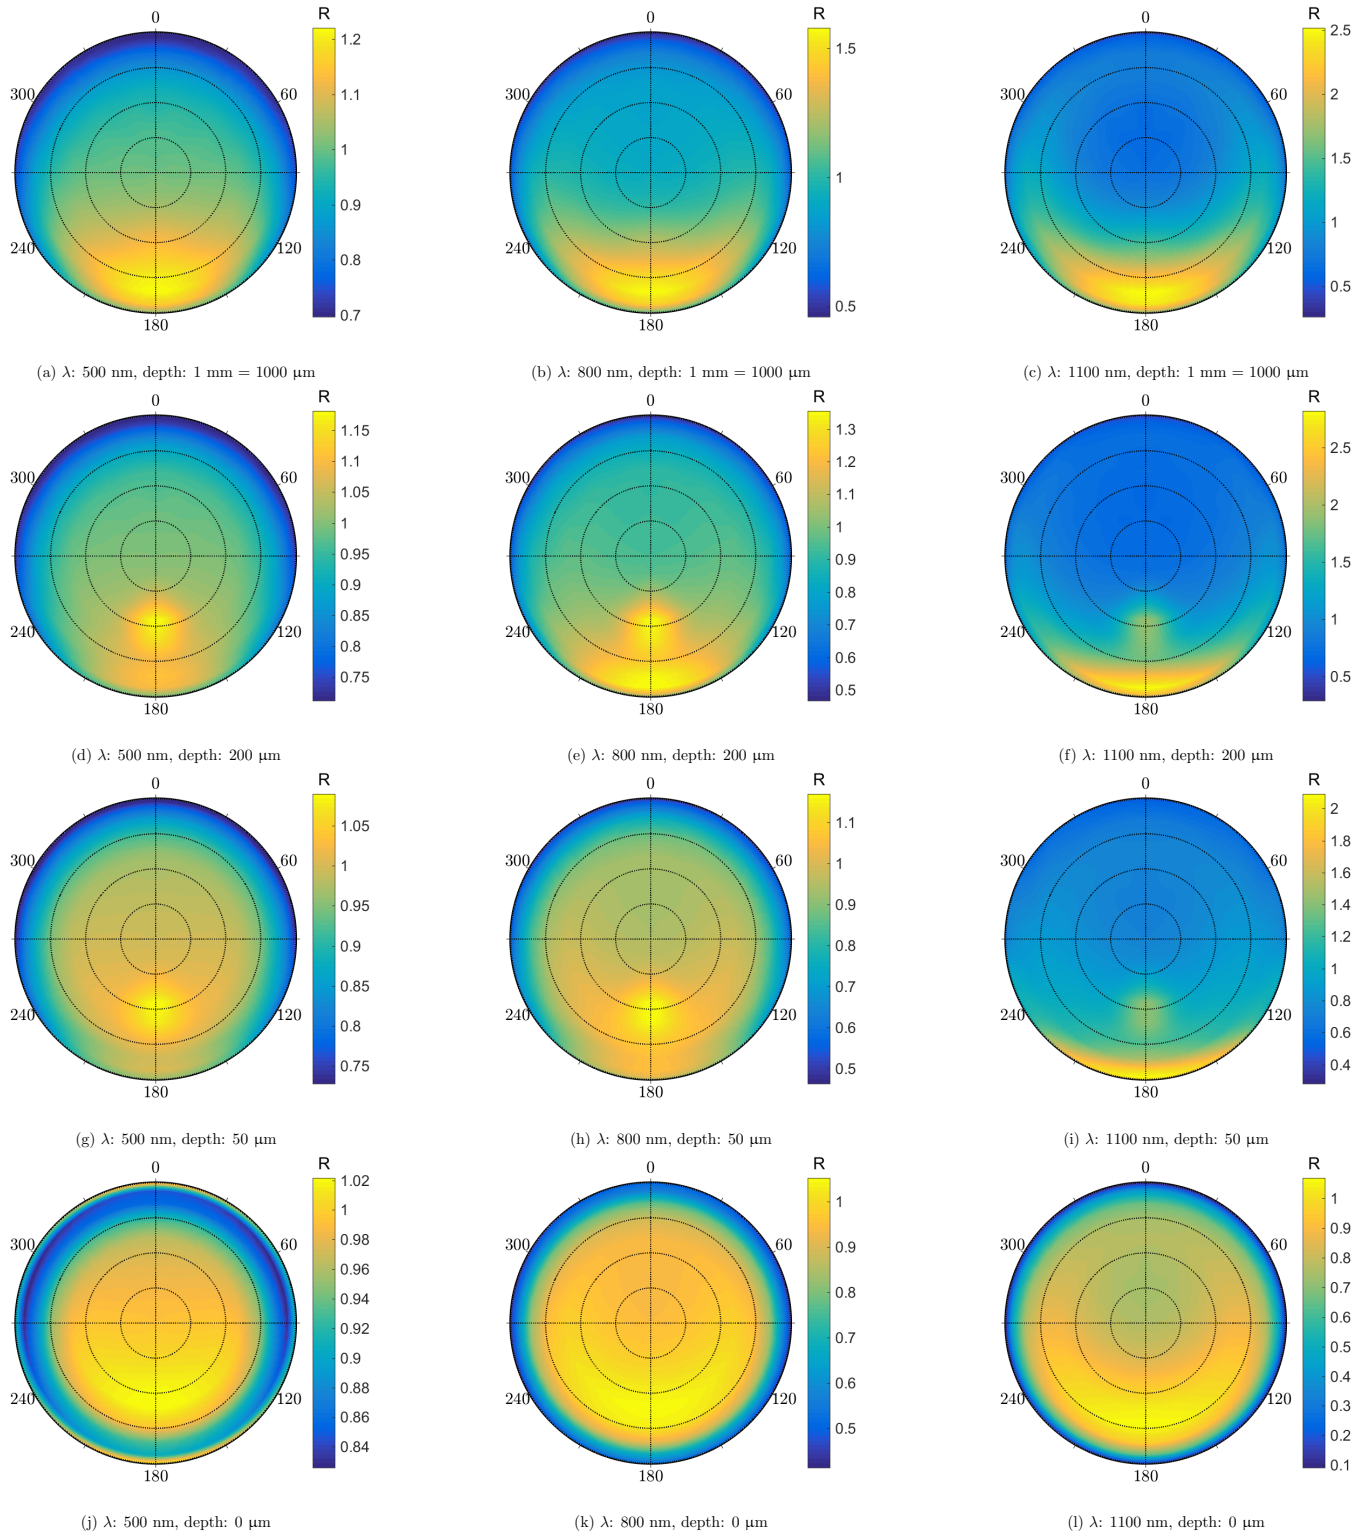 0 R 0 R 0 R
300 60 1.2 1.1 1 0.9 0.8 0.7 300 60 1.5 1 0.5 300 60 2.5 2 1.5 1 0.5
240 120 240 120 240 120
180 180 180
(a) λ: 500 nm, depth: 1 mm = 1000 μm (b) λ: 800 nm, depth: 1 mm = 1000 μm (c) λ: 1100 nm, depth: 1 mm = 1000 μm
0 R 0 R 0 R
300 60 1.15 1.1 1.05 1 0.95 0.9 0.85 0.8 0.75 300 60 1.3 1.2 1.1 1 0.9 0.8 0.7 0.6 0.5 300 60 2.5 2 1.5 1 0.5
240 120 240 120 240 120
180 180 180
(d) λ: 500 nm, depth: 200 μm (e) λ: 800 nm, depth: 200 μm (f) λ: 1100 nm, depth: 200 μm
0 R 0 R 0 R
300 60 1.05 1 0.95 0.9 0.85 0.8 0.75 300 60 1.1 1 0.9 0.8 0.7 0.6 0.5 300 60 2 1.8 1.6 1.4 1.2 1 0.8 0.6 0.4
240 120 240 120 240 120
180 180 180
(g) λ: 500 nm, depth: 50 μm (h) λ: 800 nm, depth: 50 μm (i) λ: 1100 nm, depth: 50 μm
0 R 0 R 0 R
300 60 1.02 1 0.98 0.96 0.94 0.92 0.9 0.88 0.86 0.84 300 60 1 0.9 0.8 0.7 0.6 0.5 300 60 1 0.9 0.8 0.7 0.6 0.5 0.4 0.3 0.2 0.1
240 120 240 120 240 120
180 180 180
(j) λ: 500 nm, depth: 0 μm (k) λ: 800 nm, depth: 0 μm (l) λ: 1100 nm, depth: 0 μm